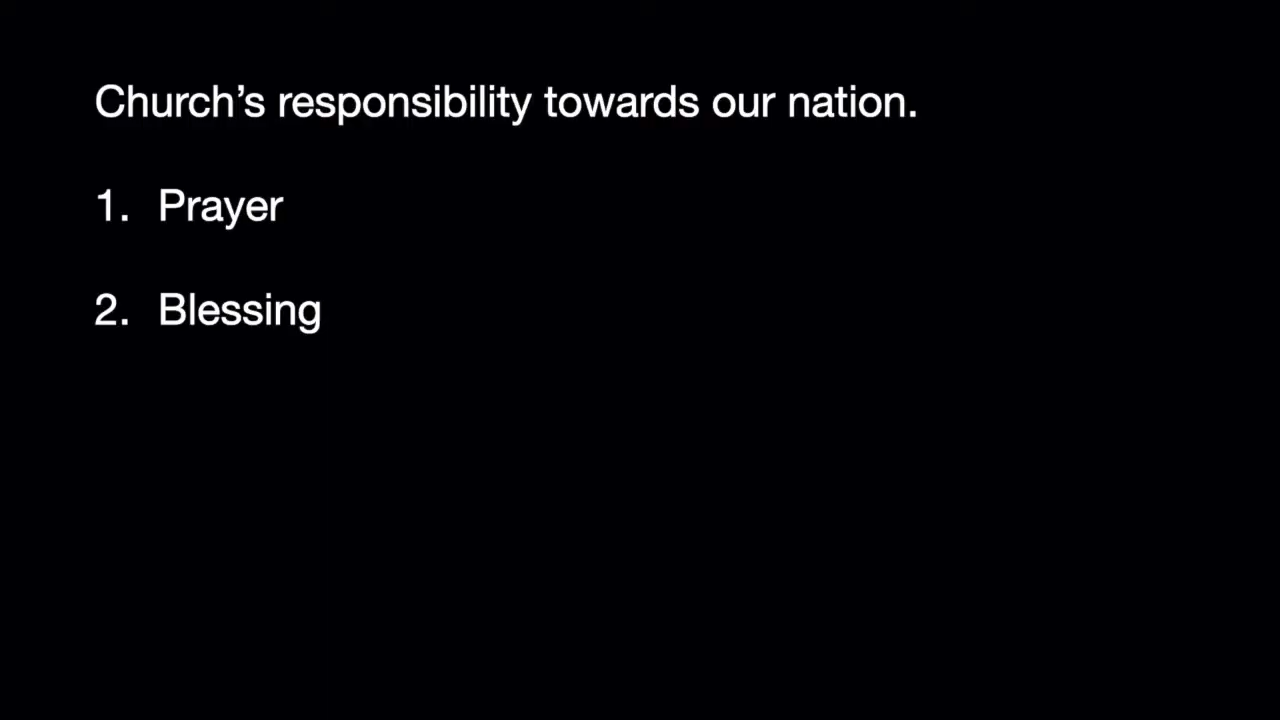 Church’s responsibility towards our nation.
1. Prayer
2. Blessing